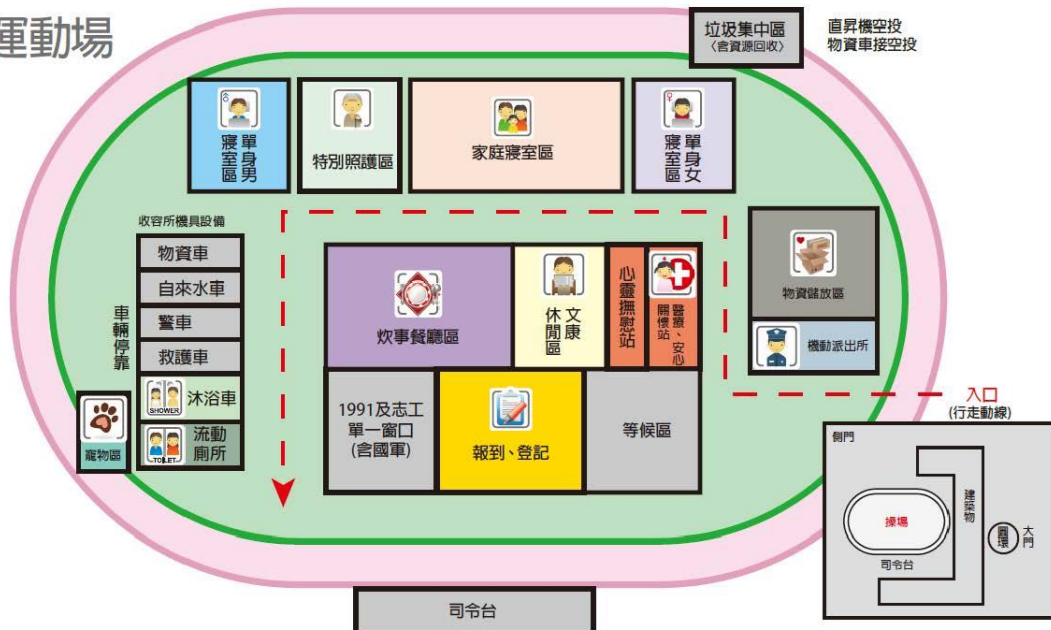 運動場
垃圾集中區
〈含資源回收〉
直昇機空投
物資車接空投
單身男
寢室區
特別照護區
家庭寢室區
單身女
寢室區
收容所機具設備
物資車
自來水車
警車
救護車
SHOWER
沐浴車
TOILET
流動
廁所
車輛停靠
寵物區
炊事餐廳區
文康
休閒區
心靈撫慰站
醫療、安心
關懷站
1991及志工
單一窗口
(含國軍)
報到、登記
等候區
物資儲放區
機動派出所
入口
(行走動線)
側門
建築物
操場
圓環
大門
司令台
司令台